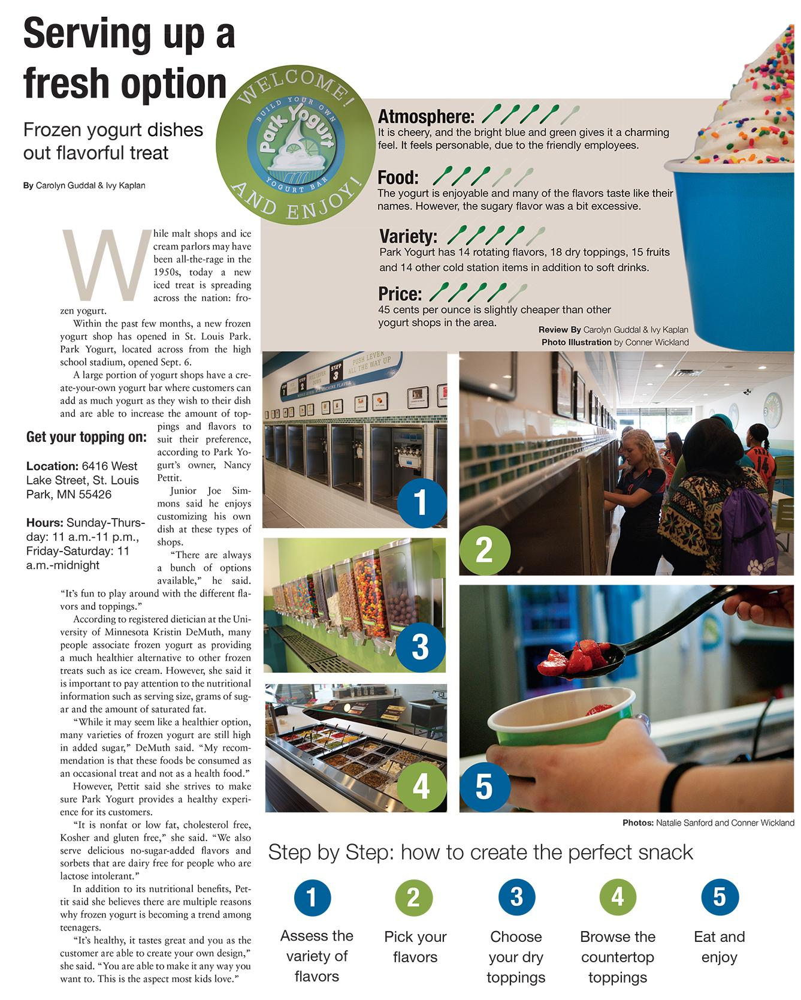 Serving up a
fresh option
Frozen yogurt dishes
out flavorful treat
By Carolyn Guddal & Ivy Kaplan
While malt shops and ice
cream parlors may have
been all-the-rage in the
1950s, today a new
iced treat is spreading
across the nation: fro-
zen yogurt.
Within the past few months, a new frozen
yogurt shop has opened in St. Louis Park.
Park Yogurt, located across from the high
school stadium, opened Sept. 6.
A large portion of yogurt shops have a cre-
ate-your-own yogurt bar where customers can
add as much yogurt as they wish to their dish
and are able to increase the amount of top-
pings and flavors to
suit their preference,
according to Park Yo-
gurt's owner, Nancy
Pettit.
Junior Joe Sim-
mons said he enjoys
customizing his own
dish at these types of
shops.
“There are always
a bunch of options
available,” he said.
“It's fun to play around with the different fla-
vors and toppings.”
According to registered dietician at the Uni-
versity of Minnesota Kristin DeMuth, many
people associate frozen yogurt as providing
a much healthier alternative to other frozen
treats such as ice cream. However, she said it
is important to pay attention to the nutritional
information such as serving size, grams of sug-
ar and the amount of saturated fat.
“While it may seem like a healthier option,
many varieties of frozen yogurt are still high
in added sugar,” DeMuth said. “My recom-
mendation is that these foods be consumed as
an occasional treat and not as a health food.”
However, Pettit said she strives to make
sure Park Yogurt provides a healthy experi-
ence for its customers.
“It is nonfat or low fat, cholesterol free,
Kosher and gluten free,” she said. “We also
serve delicious no-sugar-added flavors and
sorbets that are dairy free for people who are
lactose intolerant.”
In addition to its nutritional benefits, Pet-
tit said she believes there are multiple reasons
why frozen yogurt is becoming a trend among
teenagers.
“It's healthy, it tastes great and you as the
customer are able to create your own design,”
she said. “You are able to make it any way you
want to. This is the aspect most kids love.”
Get your topping on:
Location: 6416 West
Lake Street, St. Louis
Park, MN 55426
Hours: Sunday-Thurs-
day: 11 a.m.-11 p.m.,
Friday-Saturday: 11
a.m.-midnight
WELCOME!
BUILD YOUR OWN
Park Yogurt
YOGURT BAR
AND ENJOY!
Atmosphere:
It is cheery, and the bright blue and green gives it a charming
feel. It feels personable, due to the friendly employees.
Food:
The yogurt is enjoyable and many of the flavors taste like their
names. However, the sugary flavor was a bit excessive.
Variety:
Park Yogurt has 14 rotating flavors, 18 dry toppings, 15 fruits
and 14 other cold station items in addition to soft drinks.
Price:
45 cents per ounce is slightly cheaper than other
yogurt shops in the area.
Review By Carolyn Guddal & Ivy Kaplan
Photo Illustration by Conner Wickland
STEP 2
PULL LEVER DOWN
STEP 3
PUSH LEVER
ALL THE WAY UP
1
2
PARK
14
3
4
5
Photos: Natalie Sanford and Conner Wickland
Step by Step: how to create the perfect snack
1
Assess the
variety of
flavors
2
Pick your
flavors
3
Choose
your dry
toppings
4
Browse the
countertop
toppings
5
Eat and
enjoy